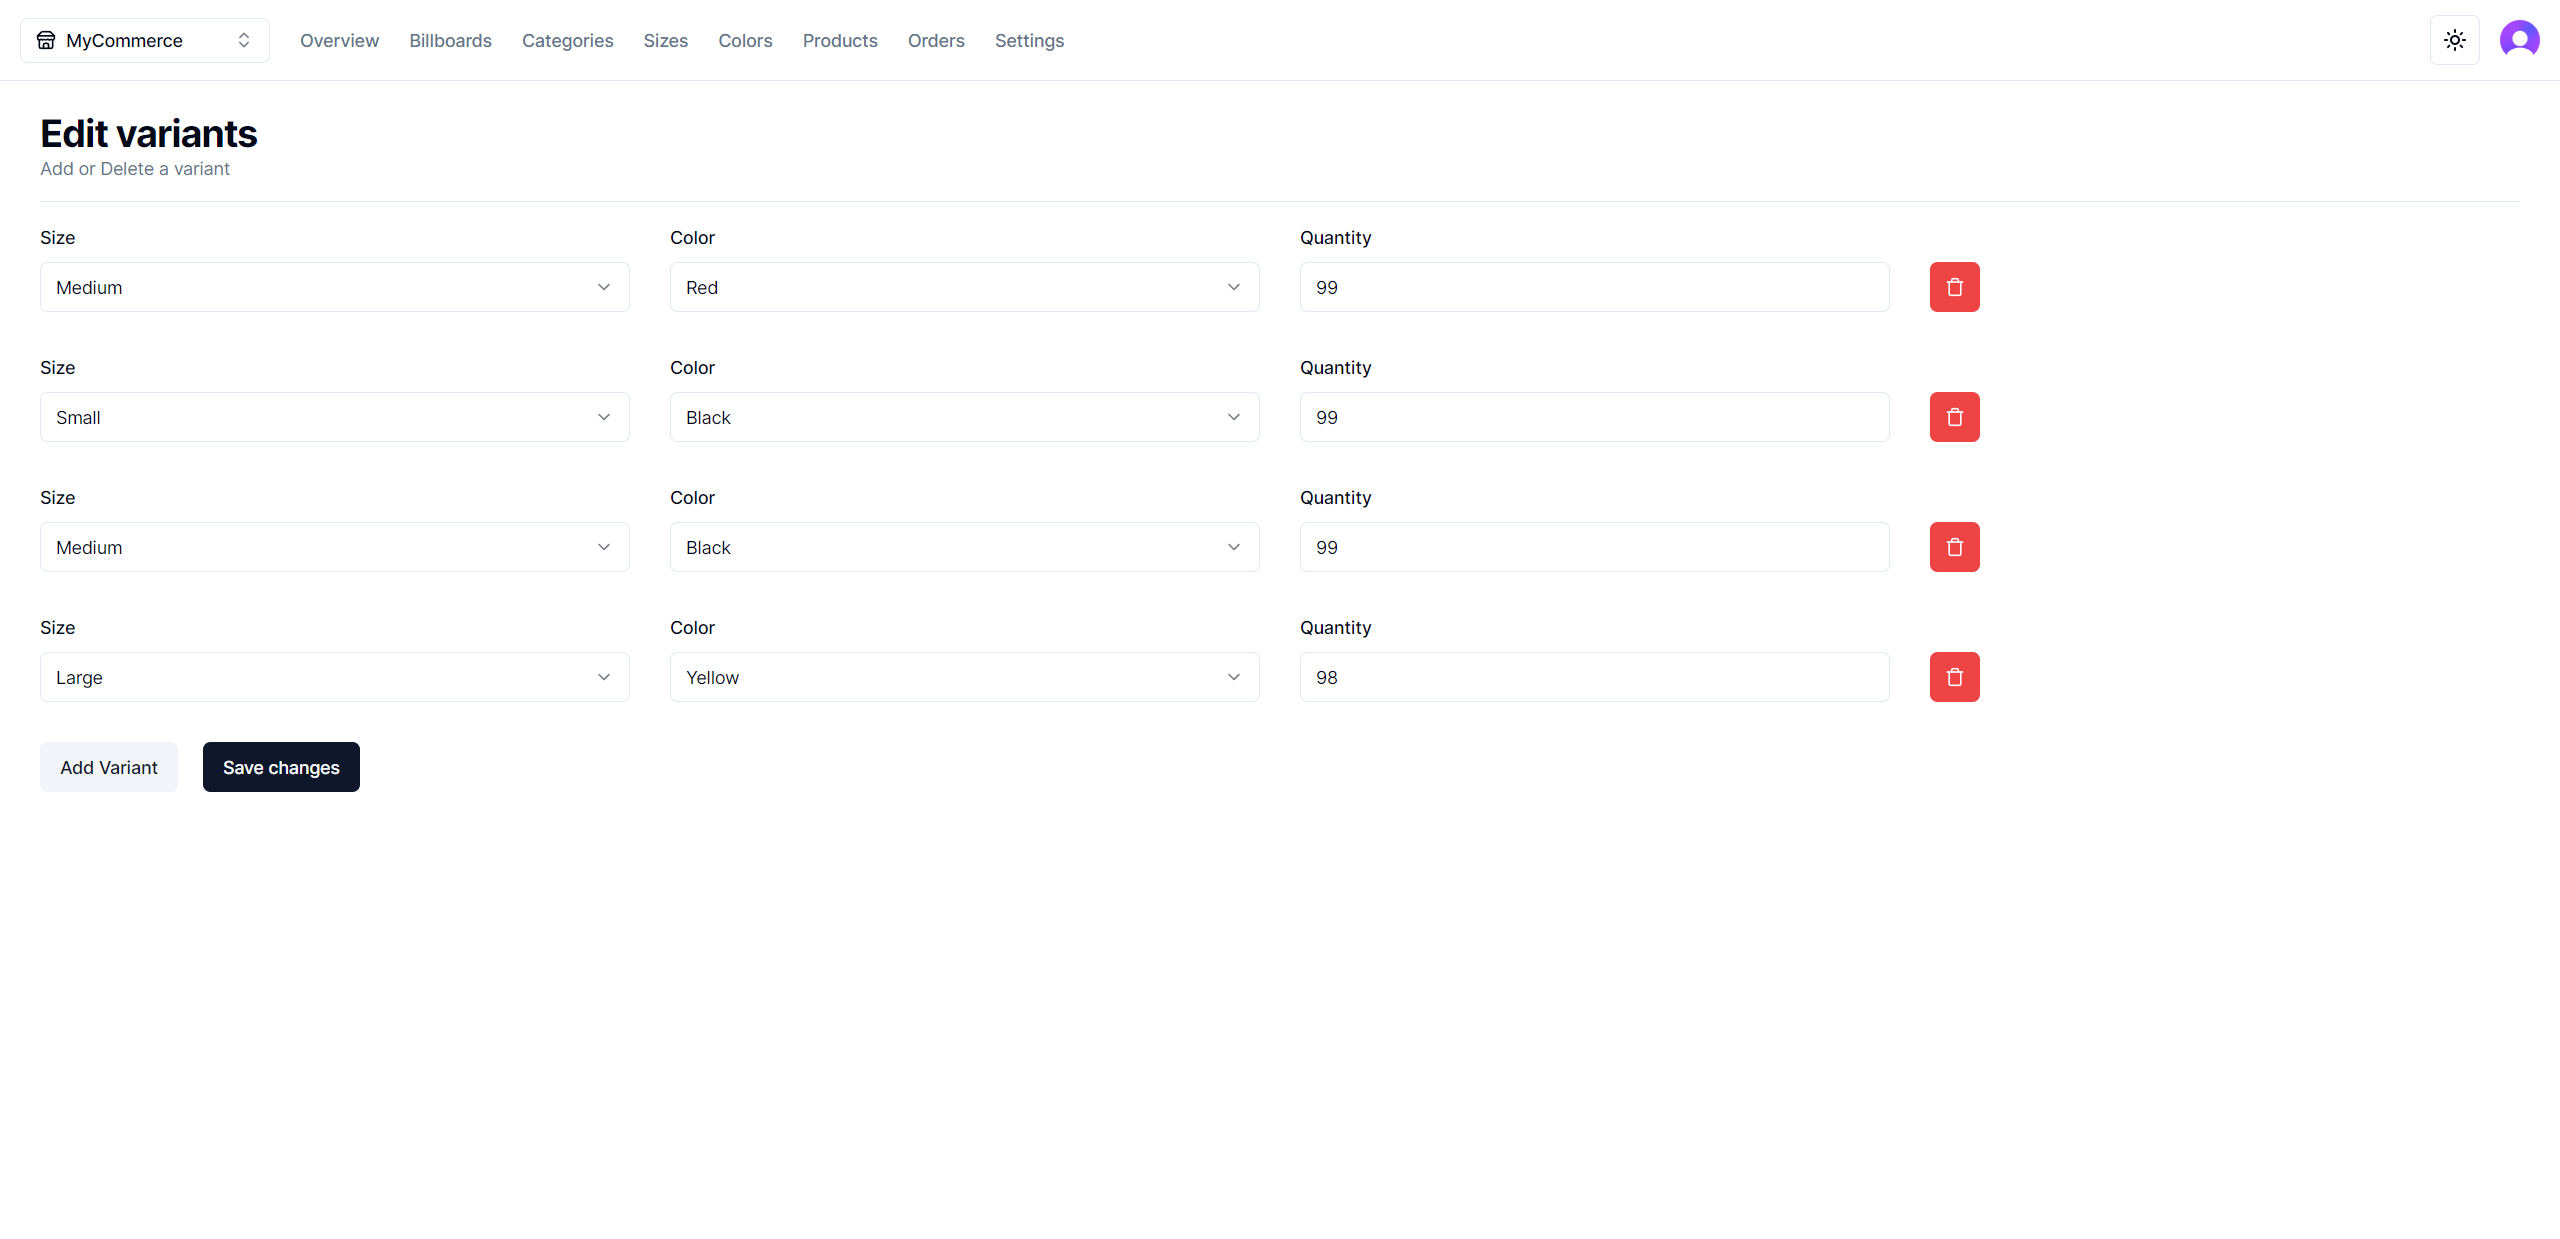 MyCommerce Overview Billboards Categories Sizes Colors Products Orders Settings
Edit variants
Add or Delete a variant
Size Color Quantity
Medium Red 99
Size Color Quantity
Small Black 99
Size Color Quantity
Medium Black 99
Size Color Quantity
Large Yellow 98
Add Variant Save changes